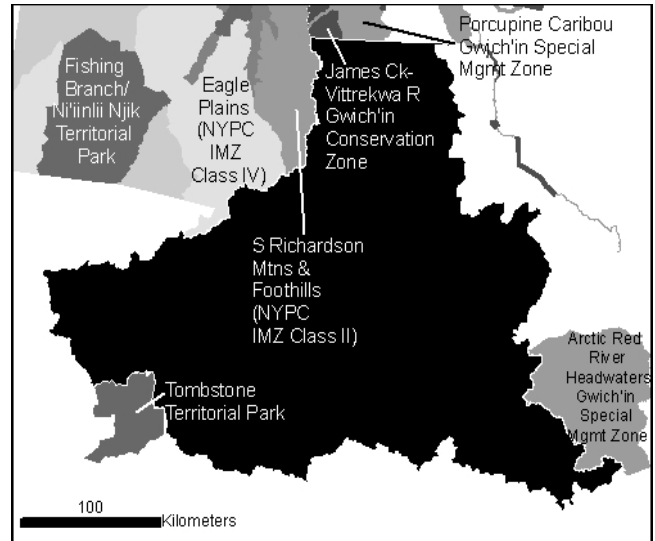 Porcupine Caribou
Gwich'in Special
Mgmt Zone
Fishing
Branch/
Ni'iinlii Njik
Territorial
Park
Eagle
Plains
(NYPC
IMZ
Class IV)
James Ck-
Vittrekwa R
Gwich'in
Conservation
Zone
S Richardson
Mtns &
Foothills
(NYPC
IMZ Class II)
Arctic Red
River
Headwaters
Gwich'in
Special
Mgmt Zone
Tombstone
Territorial Park
100
Kilometers